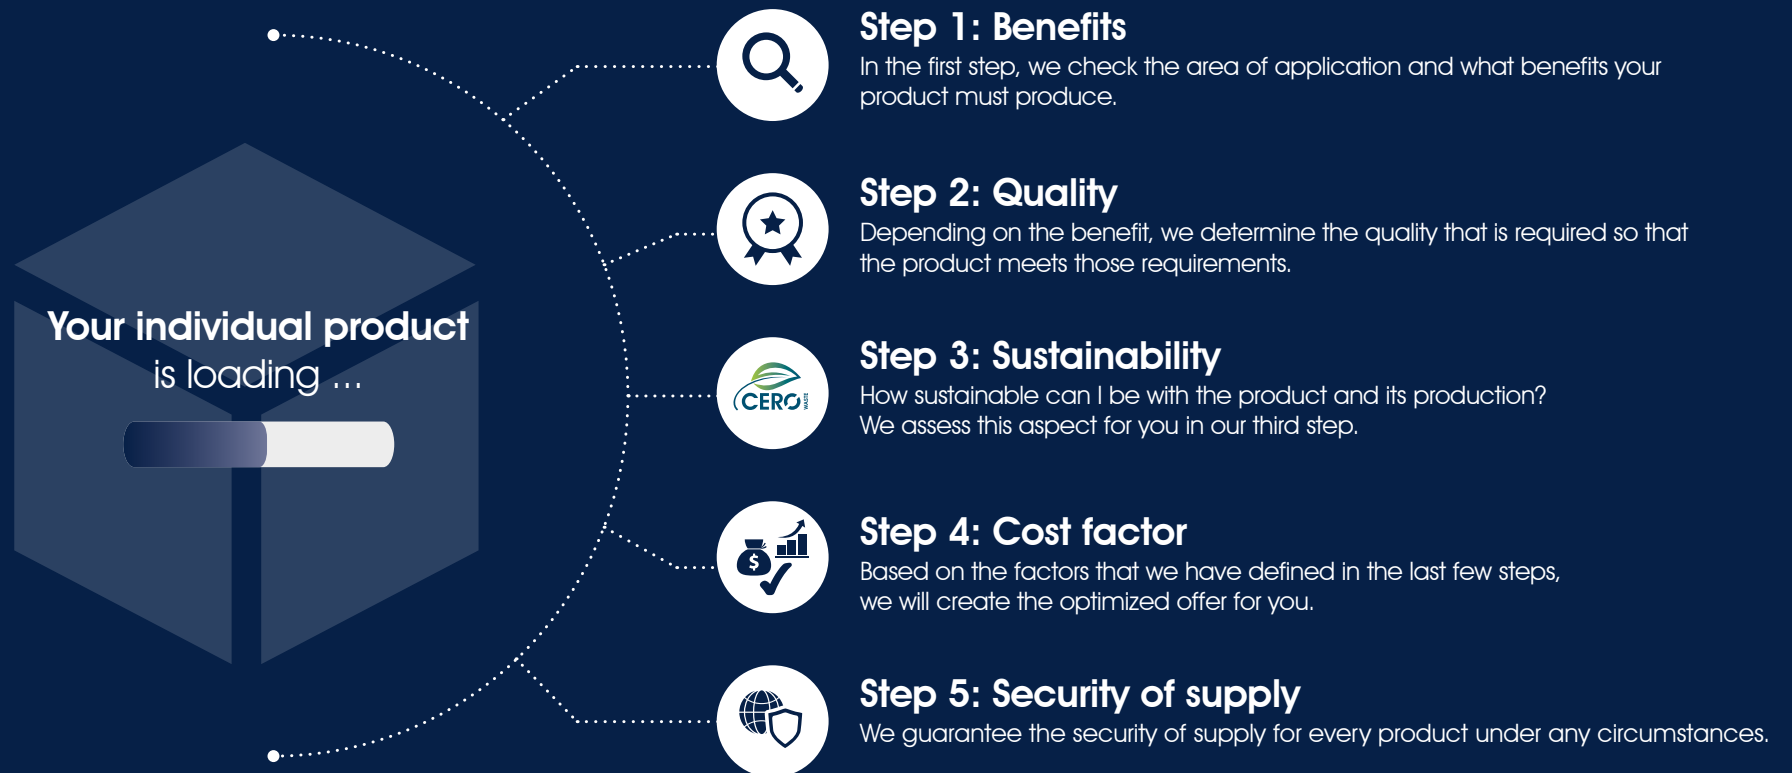 Your individual product
is loading ...
Step 1: Benefits
In the first step, we check the area of application and what benefits your
product must produce.
Step 2: Quality
Depending on the benefit, we determine the quality that is required so that
the product meets those requirements.
CERO
WASTE
Step 3: Sustainability
How sustainable can I be with the product and its production?
We assess this aspect for you in our third step.
$
Step 4: Cost factor
Based on the factors that we have defined in the last few steps,
we will create the optimized offer for you.
Step 5: Security of supply
We guarantee the security of supply for every product under any circumstances.